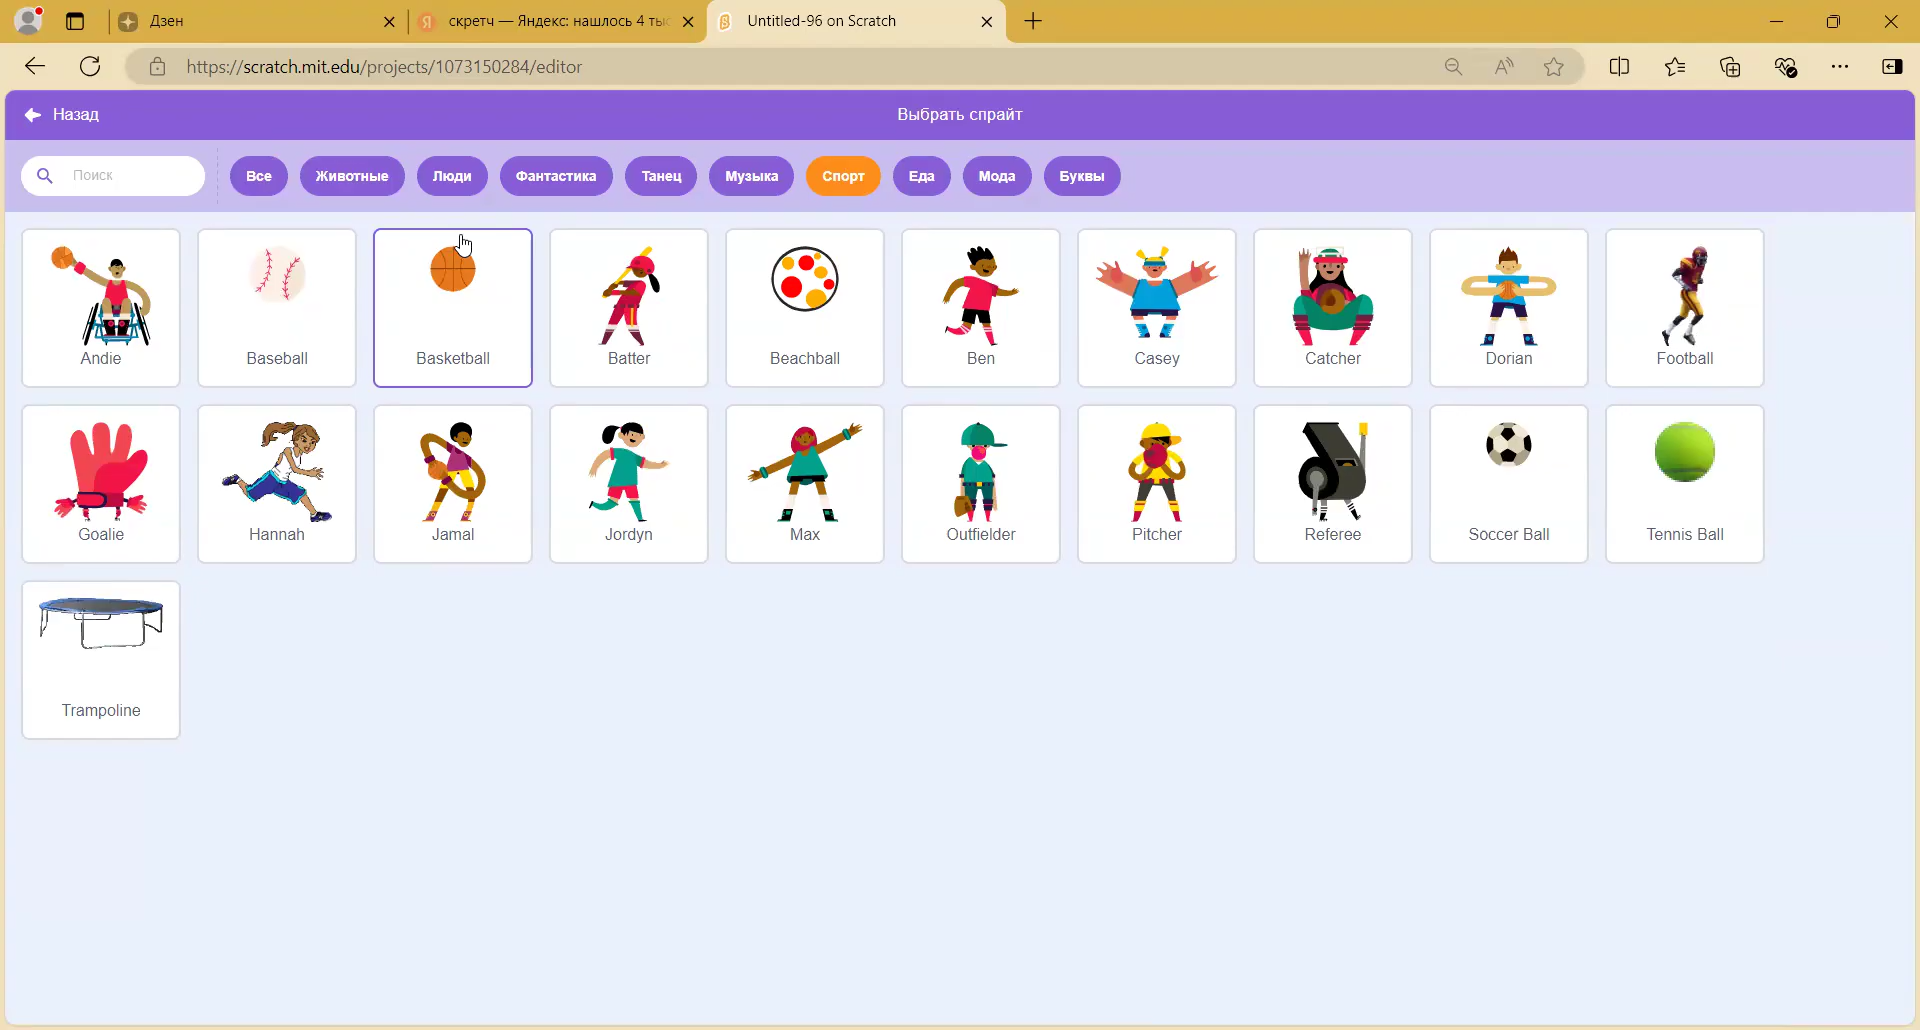 Дзен
скретч — Яндекс: нашлось 4 ты
Untitled-96 on Scratch
https://scratch.mit.edu/projects/1073150284/editor
Назад
Выбрать спрайт
Поиск
Все
Животные
Люди
Фантастика
Танец
Музыка
Спорт
Еда
Мода
Буквы
Andie
Baseball
Basketball
Batter
Beachball
Ben
Casey
Catcher
Dorian
Football
Goalie
Hannah
Jamal
Jordyn
Max
Outfielder
Pitcher
Referee
Soccer Ball
Tennis Ball
Trampoline